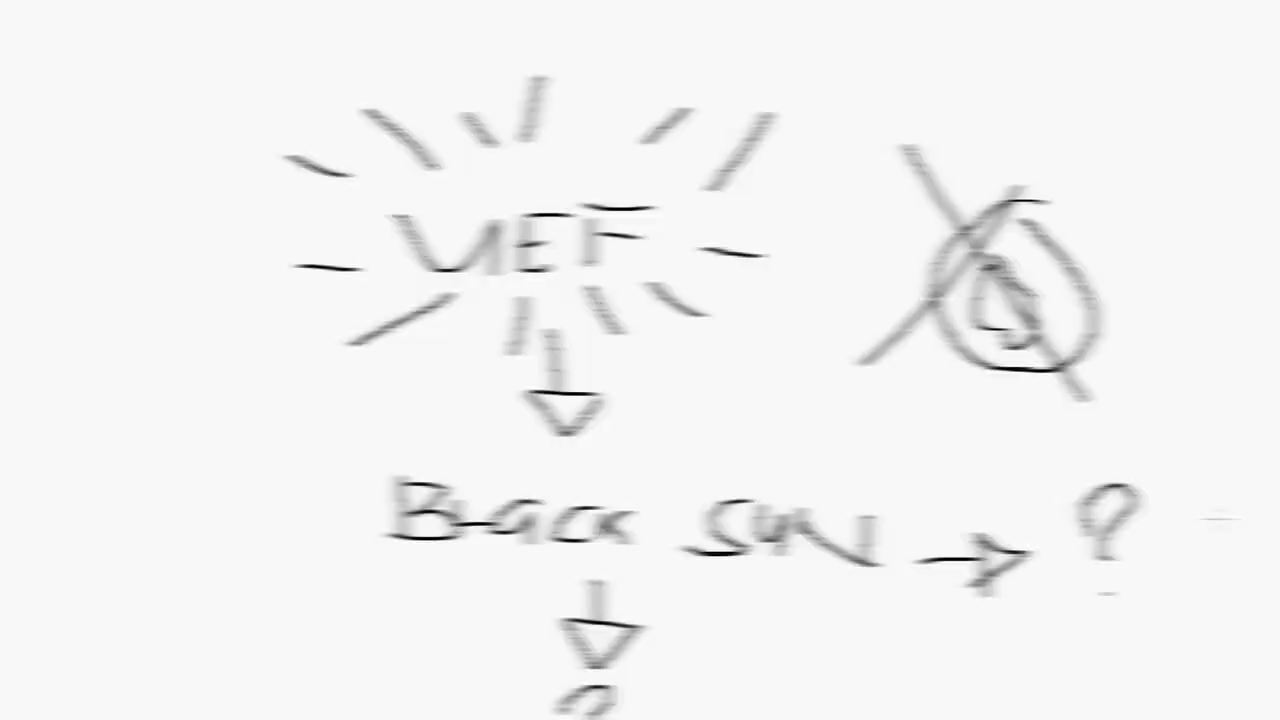 UEF
Black SUN → ?
?